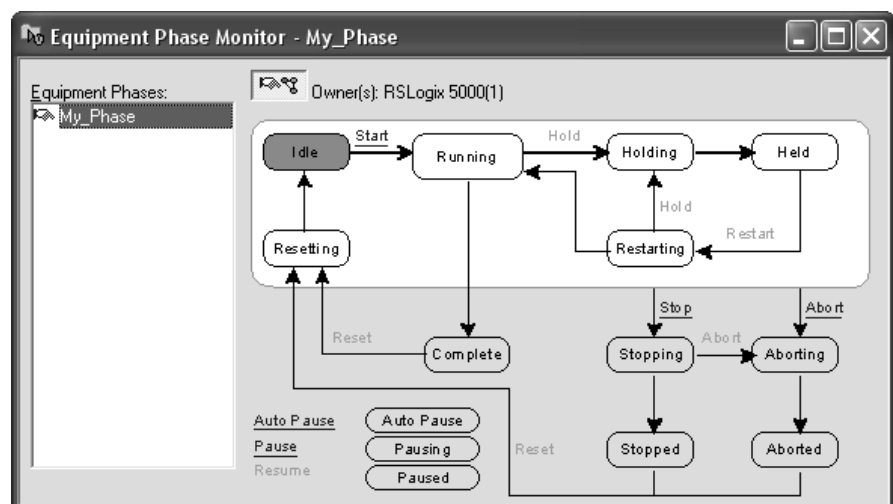 Equipment Phase Monitor - My_Phase
Equipment Phases:
My_Phase
Owner(s): RSLogix 5000(1)
Idle
Start
Running
Hold
Holding
Held
Hold
Resetting
Restarting
Restart
Stop
Abort
Reset
Complete
Stopping
Abort
Aborting
Auto Pause
Auto Pause
Pause
Pausing
Reset
Stopped
Aborted
Resume
Paused